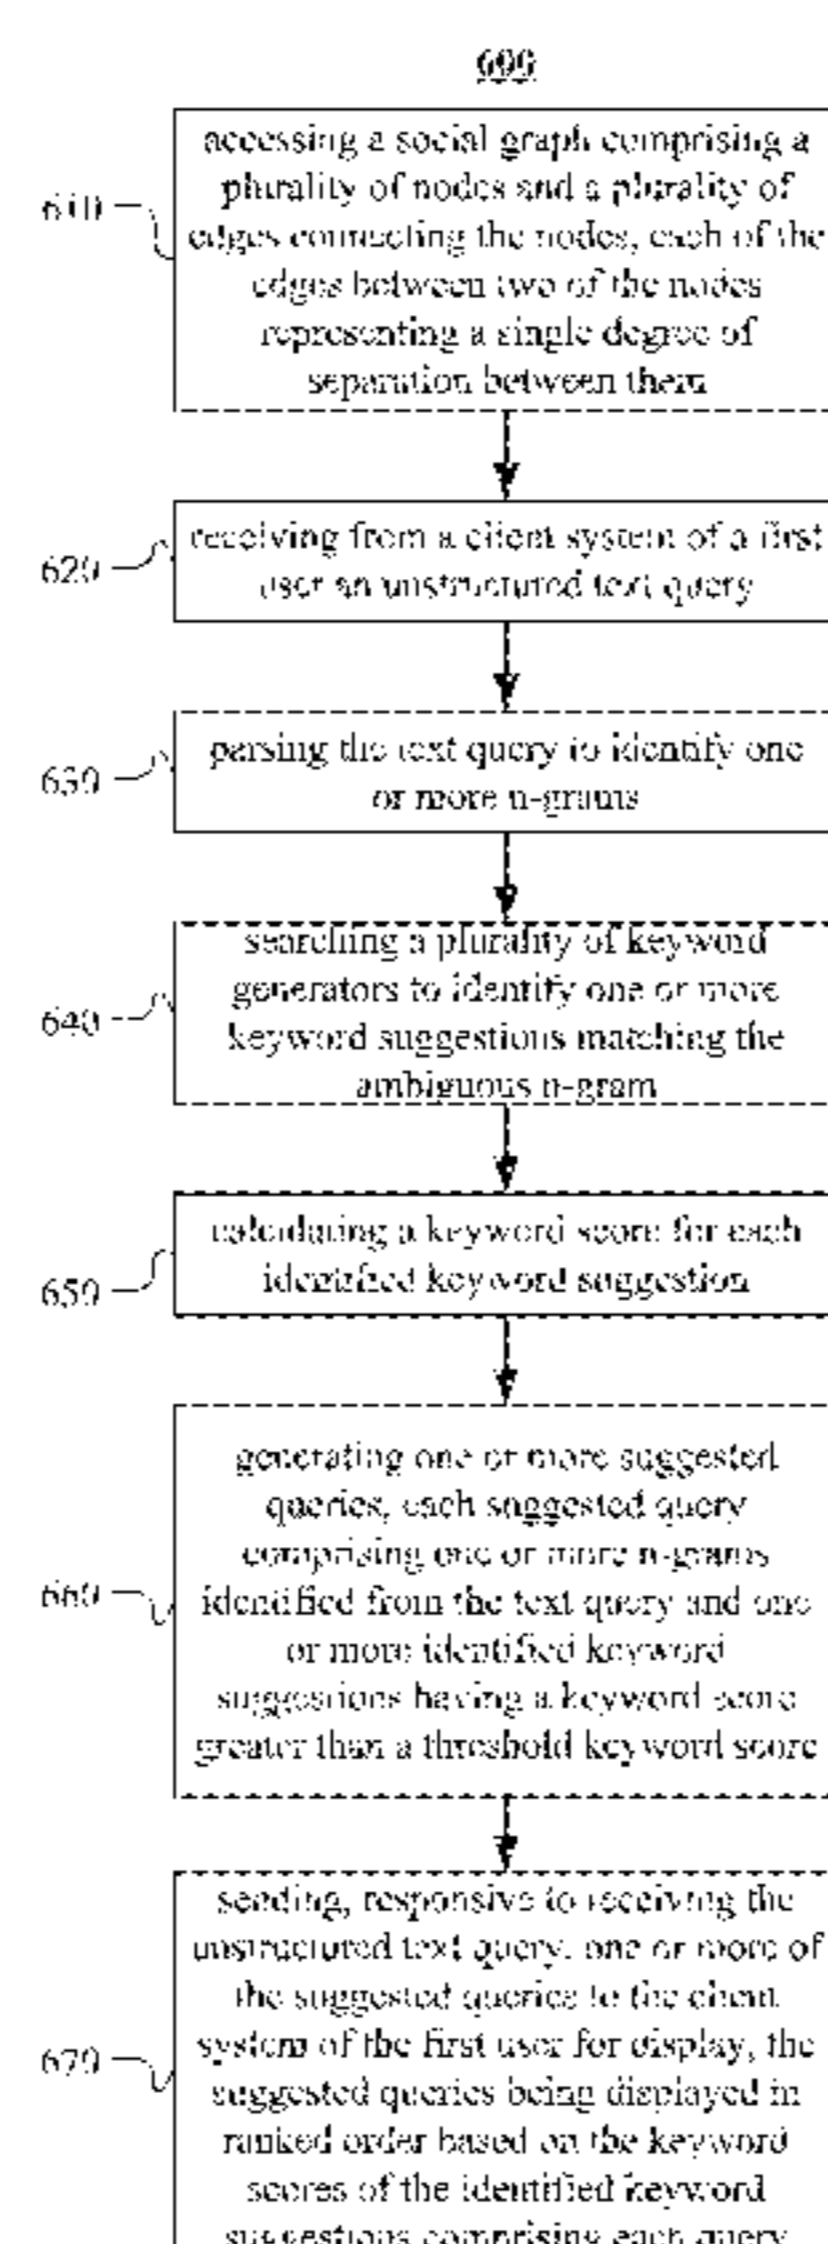 600
610
accessing a social graph comprising a
plurality of nodes and a plurality of
edges connecting the nodes, each of the
edges between two of the nodes
representing a single degree of
separation between them
620
receiving from a client system of a first
user an unstructured text query
630
parsing the text query to identify one
or more n-grams
640
searching a plurality of keyword
generators to identify one or more
keyword suggestions matching the
ambiguous n-gram
650
calculating a keyword score for each
identified keyword suggestion
660
generating one or more suggested
queries, each suggested query
comprising one or more n-grams
identified from the text query and one
or more identified keyword
suggestions having a keyword score
greater than a threshold keyword score
670
sending, responsive to receiving the
unstructured text query, one or more of
the suggested queries to the client
system of the first user for display, the
suggested queries being displayed in
ranked order based on the keyword
scores of the identified keyword
suggestions comprising each query